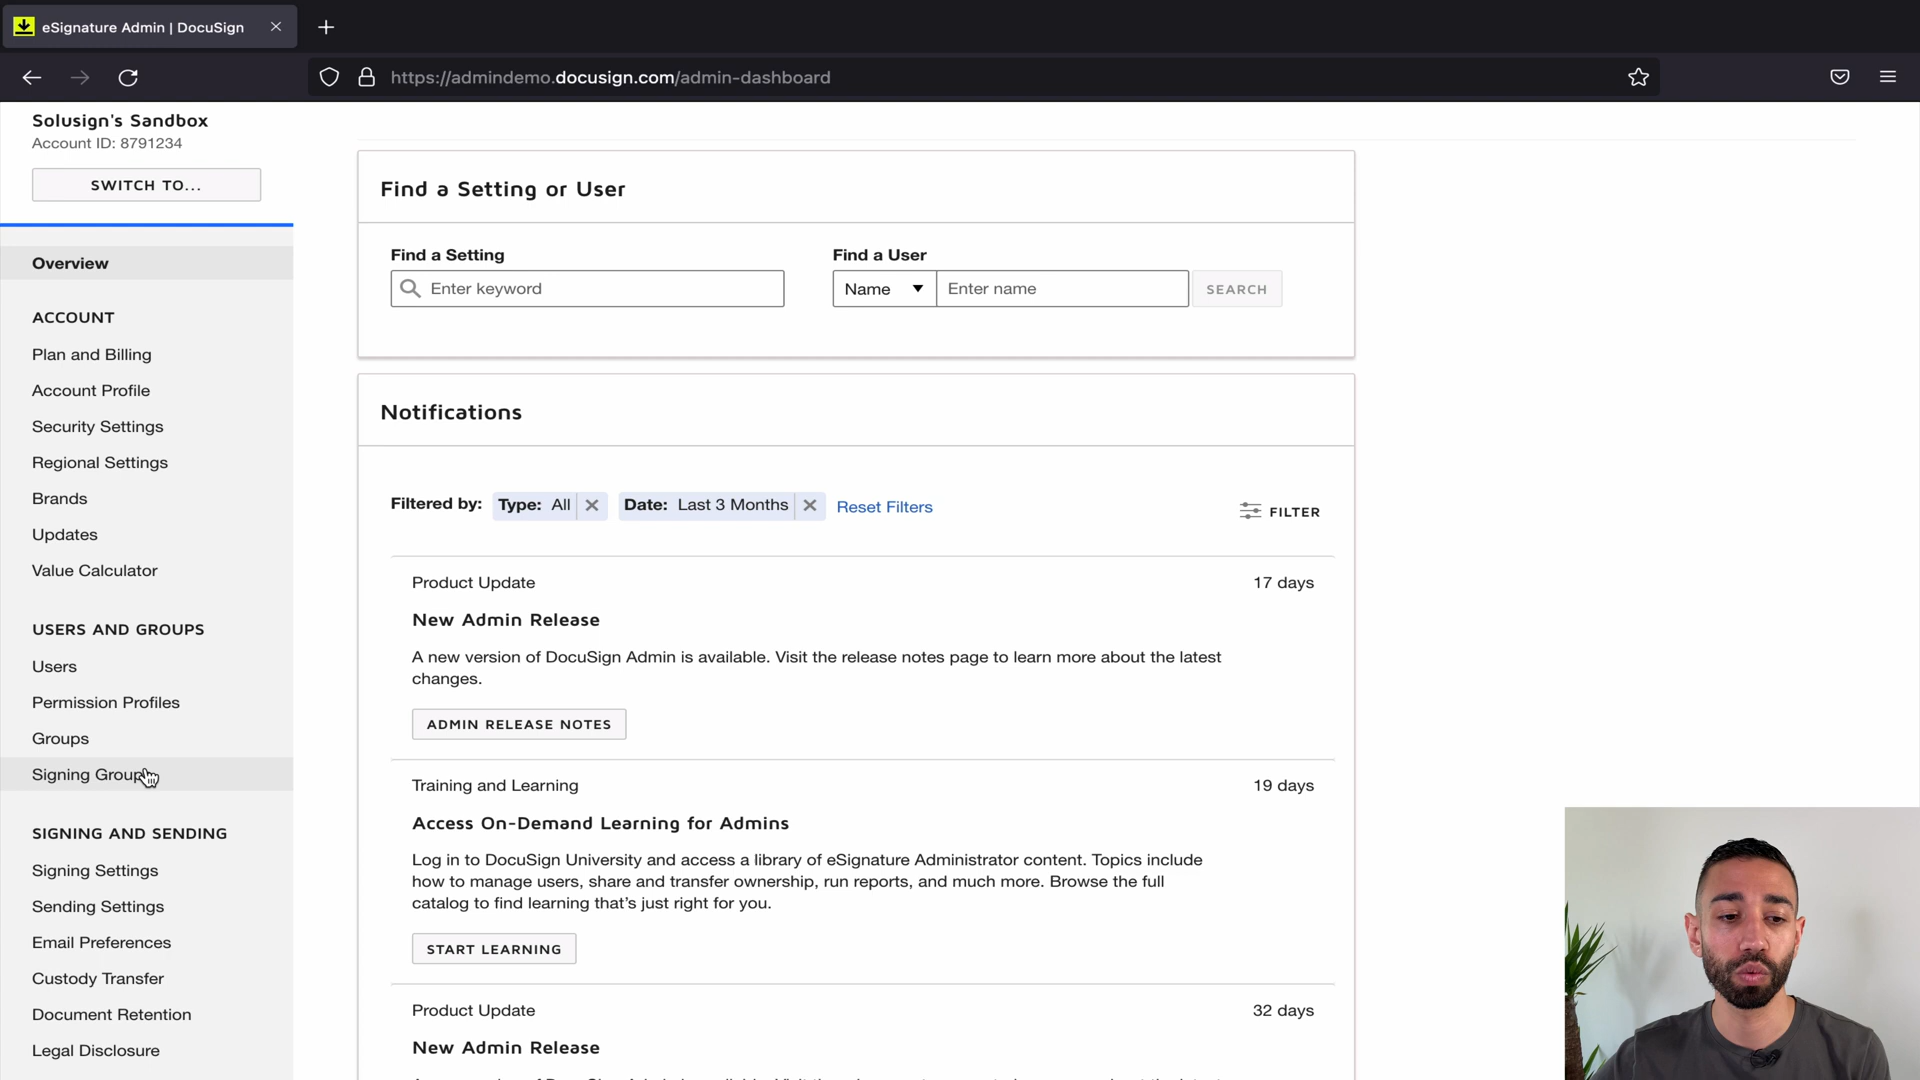 eSignature Admin | DocuSign
https://admindemo.docusign.com/admin-dashboard
Solusign's Sandbox
Account ID: 8791234
SWITCH TO...
Overview
ACCOUNT
Plan and Billing
Account Profile
Security Settings
Regional Settings
Brands
Updates
Value Calculator
USERS AND GROUPS
Users
Permission Profiles
Groups
Signing Groups
SIGNING AND SENDING
Signing Settings
Sending Settings
Email Preferences
Custody Transfer
Document Retention
Legal Disclosure
Find a Setting or User
Find a Setting
Enter keyword
Find a User
Name
Enter name
SEARCH
Notifications
Filtered by: Type: All Date: Last 3 Months Reset Filters
FILTER
Product Update 17 days
New Admin Release
A new version of DocuSign Admin is available. Visit the release notes page to learn more about the latest
changes.
ADMIN RELEASE NOTES
Training and Learning 19 days
Access On-Demand Learning for Admins
Log in to DocuSign University and access a library of eSignature Administrator content. Topics include
how to manage users, share and transfer ownership, run reports, and much more. Browse the full
catalog to find learning that's just right for you.
START LEARNING
Product Update 32 days
New Admin Release